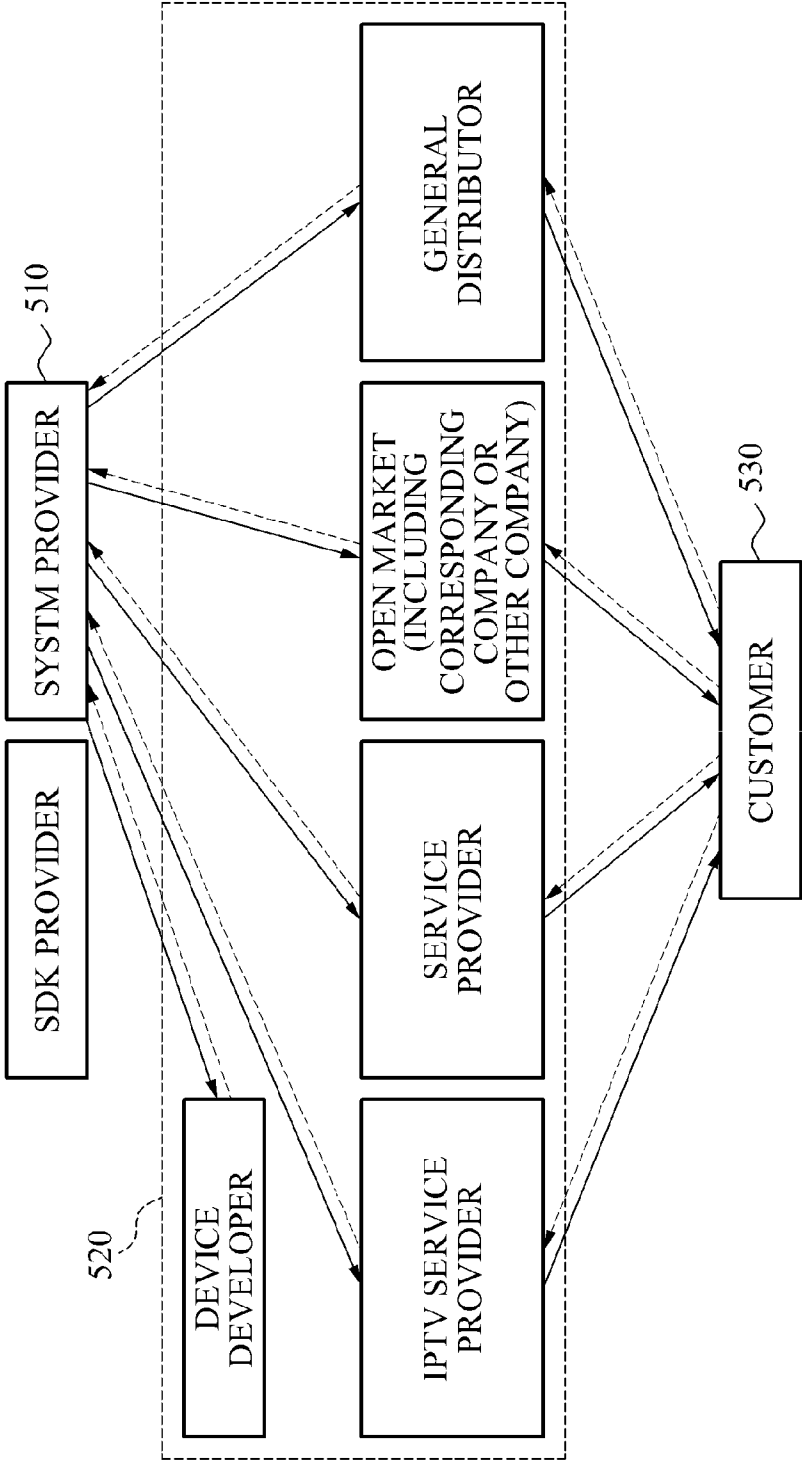 SDK PROVIDER
SYSTM PROVIDER
510
520
DEVICE
DEVELOPER
IPTV SERVICE
PROVIDER
SERVICE
PROVIDER
OPEN MARKET
(INCLUDING
CORRESPONDING
COMPANY OR
OTHER COMPANY)
GENERAL
DISTRIBUTOR
CUSTOMER
530